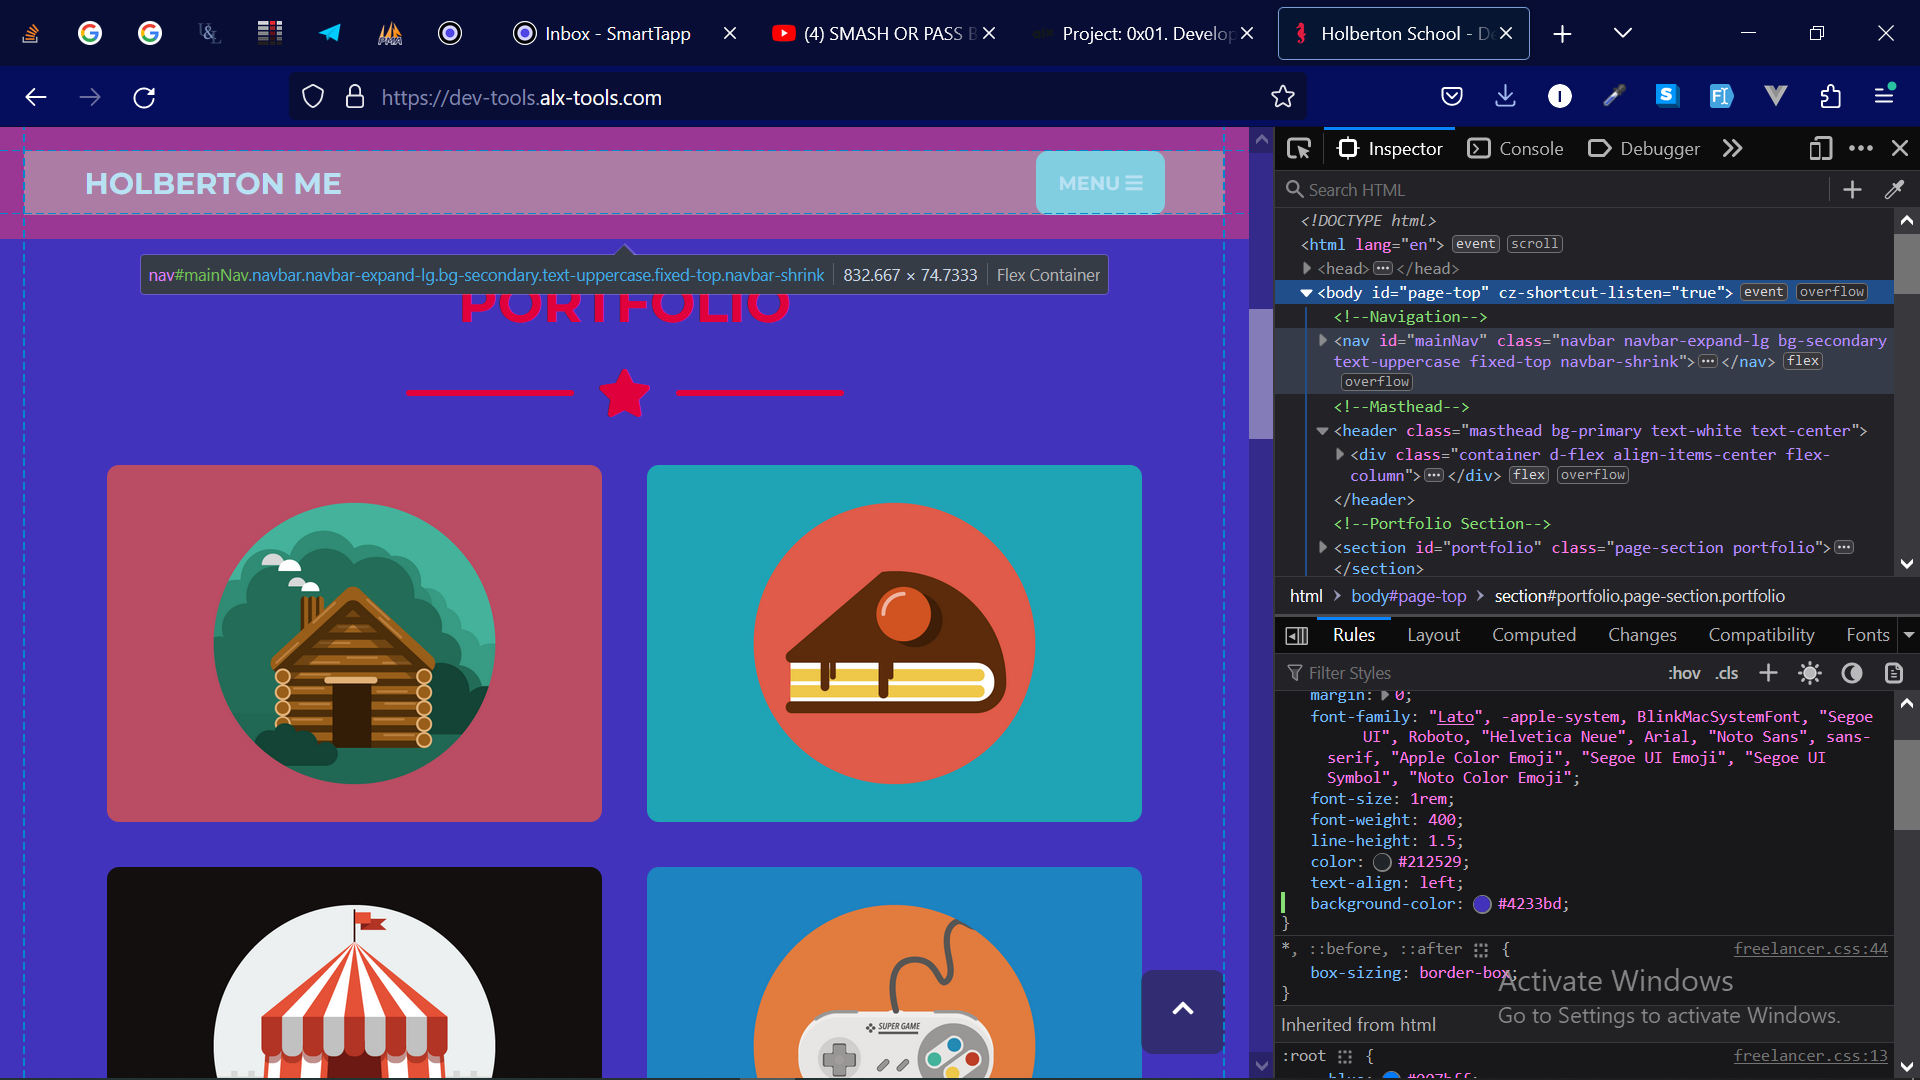 Inbox - SmartTapp
(4) SMASH OR PASS B
Project: 0x01. Develop
Holberton School - De
https://dev-tools.alx-tools.com
HOLBERTON ME
MENU
nav#mainNav.navbar.navbar-expand-lg.bg-secondary.text-uppercase.fixed-top.navbar-shrink 832.667 × 74.7333 Flex Container
PORTFOLIO
SUPER GAME
Inspector
Console
Debugger
Search HTML
<!DOCTYPE html>
<html lang="en"> event scroll
<head> ⋯ </head>
<body id="page-top" cz-shortcut-listen="true"> event overflow
<!--Navigation-->
<nav id="mainNav" class="navbar navbar-expand-lg bg-secondary
text-uppercase fixed-top navbar-shrink"> ⋯ </nav> flex
overflow
<!--Masthead-->
<header class="masthead bg-primary text-white text-center">
<div class="container d-flex align-items-center flex-
column"> ⋯ </div> flex overflow
</header>
<!--Portfolio Section-->
<section id="portfolio" class="page-section portfolio"> ⋯
</section>
html > body#page-top > section#portfolio.page-section.portfolio
Rules Layout Computed Changes Compatibility Fonts
Filter Styles :hov .cls
margin: 0;
font-family: "Lato", -apple-system, BlinkMacSystemFont, "Segoe
UI", Roboto, "Helvetica Neue", Arial, "Noto Sans", sans-
serif, "Apple Color Emoji", "Segoe UI Emoji", "Segoe UI
Symbol", "Noto Color Emoji";
font-size: 1rem;
font-weight: 400;
line-height: 1.5;
color: #212529;
text-align: left;
background-color: #4233bd;
}
*, ::before, ::after { freelancer.css:44
box-sizing: border-box;
}
Activate Windows
Go to Settings to activate Windows.
Inherited from html
:root { freelancer.css:13
--blue: #007bff;